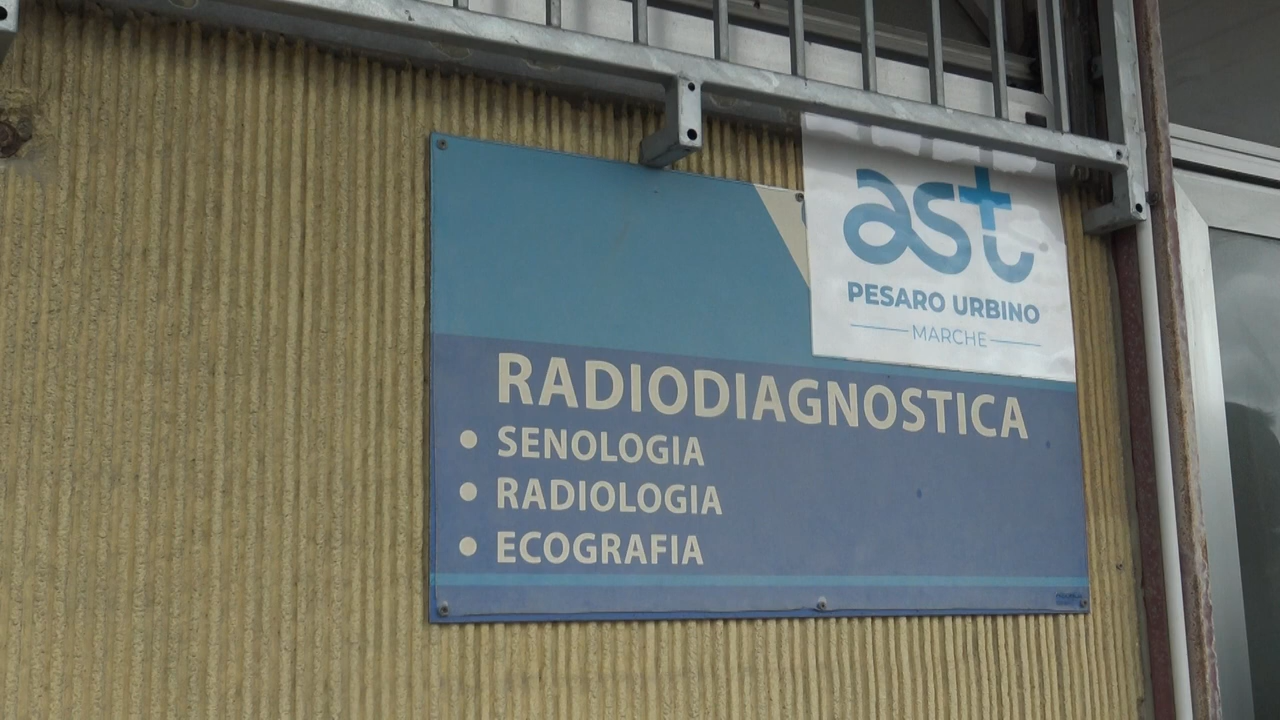 ast
PESARO URBINO
MARCHE
RADIODIAGNOSTICA
• SENOLOGIA
• RADIOLOGIA
• ECOGRAFIA